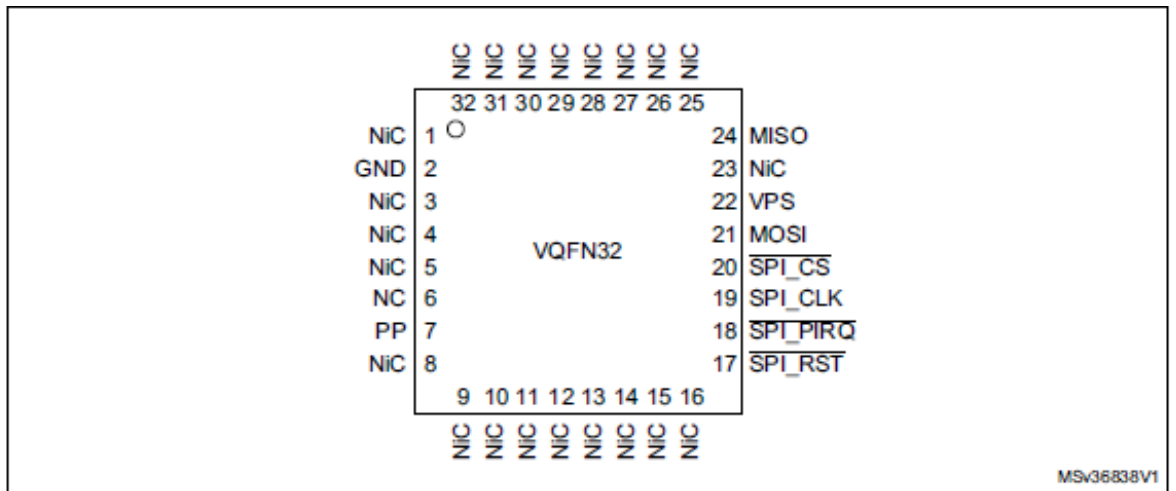 NiC NiC NiC NiC NiC NiC NiC NiC
32 31 30 29 28 27 26 25
NiC 1 24 MISO
GND 2 23 NiC
NiC 3 22 VPS
NiC 4 21 MOSI
VQFN32
NiC 5 20 SPI_CS
NC 6 19 SPI_CLK
PP 7 18 SPI_PIRQ
NiC 8 17 SPI_RST
9 10 11 12 13 14 15 16
NiC NiC NiC NiC NiC NiC NiC NiC
MSv36838V1